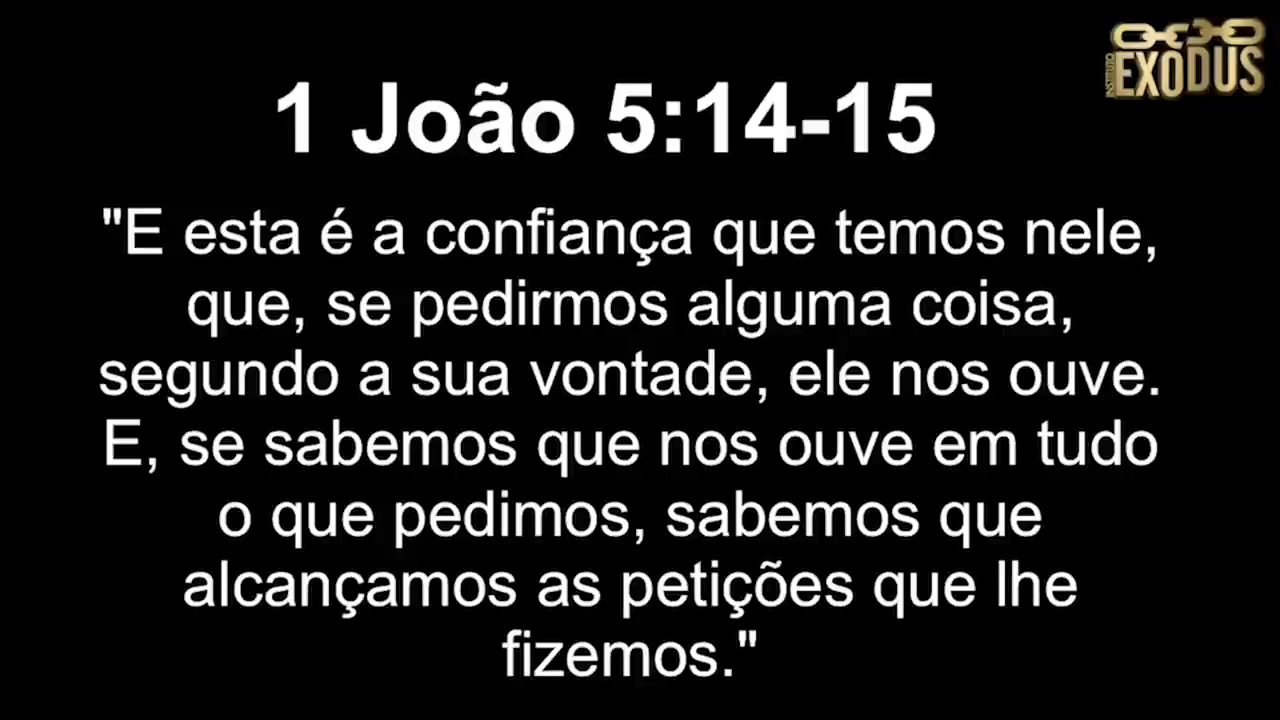 INSTITUTO
EXODUS
1 João 5:14-15
"E esta é a confiança que temos nele,
que, se pedirmos alguma coisa,
segundo a sua vontade, ele nos ouve.
E, se sabemos que nos ouve em tudo
o que pedimos, sabemos que
alcançamos as petições que lhe
fizemos."